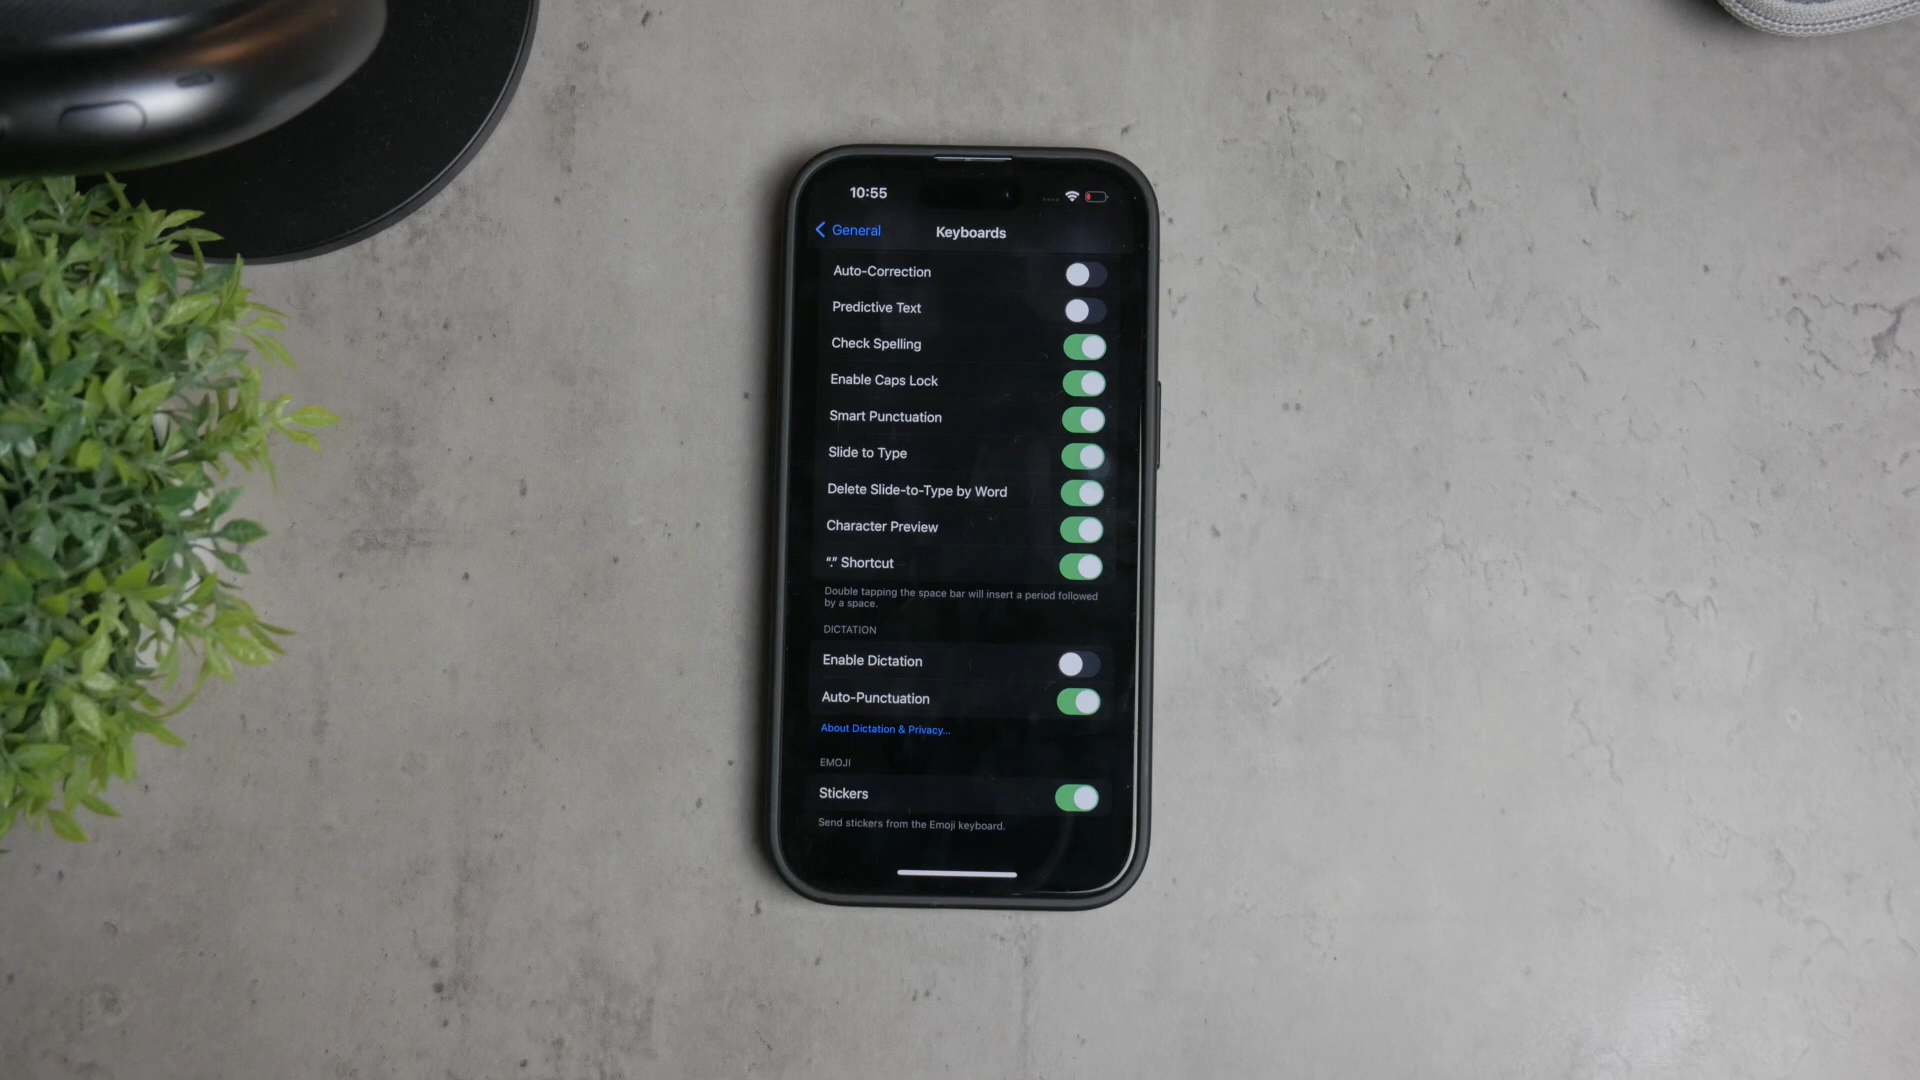 10:55
General
Keyboards
Auto-Correction
Predictive Text
Check Spelling
Enable Caps Lock
Smart Punctuation
Slide to Type
Delete Slide-to-Type by Word
Character Preview
“.” Shortcut
Double tapping the space bar will insert a period followed
by a space.
DICTATION
Enable Dictation
Auto-Punctuation
About Dictation & Privacy...
EMOJI
Stickers
Send stickers from the Emoji keyboard.